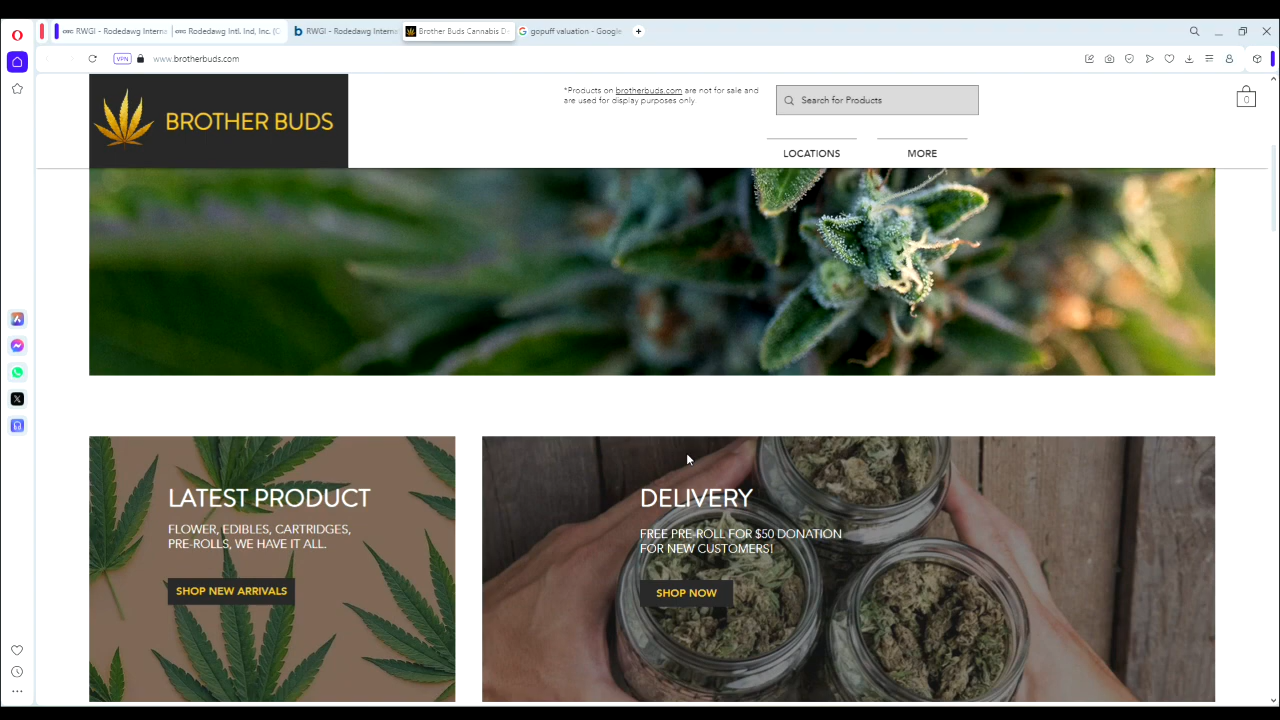 RWGI - Rodedawg Interna
OTC Rodedawg Intl. Ind, Inc. (C
RWGI - Rodedawg Interna
Brother Buds Cannabis D
gopuff valuation - Google
VPN
www.brotherbuds.com
BROTHER BUDS
*Products on brotherbuds.com are not for sale and
are used for display purposes only
Search for Products
0
LOCATIONS
MORE
LATEST PRODUCT
FLOWER, EDIBLES, CARTRIDGES,
PRE-ROLLS, WE HAVE IT ALL.
SHOP NEW ARRIVALS
DELIVERY
FREE PRE-ROLL FOR $50 DONATION
FOR NEW CUSTOMERS!
SHOP NOW